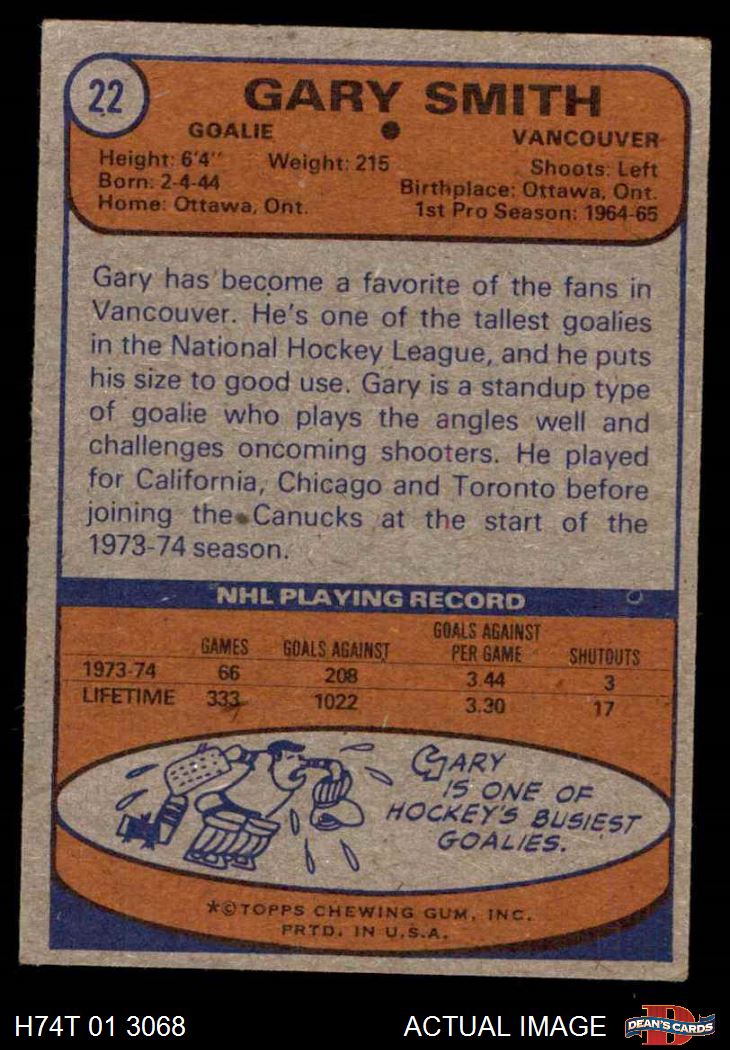 22
GARY SMITH
GOALIE
VANCOUVER
Height: 6'4" Weight: 215
Shoots: Left
Born: 2-4-44
Birthplace: Ottawa, Ont.
Home: Ottawa, Ont.
1st Pro Season: 1964-65
Gary has become a favorite of the fans in
Vancouver. He's one of the tallest goalies
in the National Hockey League, and he puts
his size to good use. Gary is a standup type
of goalie who plays the angles well and
challenges oncoming shooters. He played
for California, Chicago and Toronto before
joining the Canucks at the start of the
1973-74 season.
NHL PLAYING RECORD
GAMES GOALS AGAINST GOALS AGAINST PER GAME SHUTOUTS
1973-74 66 208 3.44 3
LIFETIME 333 1022 3.30 17
GARY
IS ONE OF
HOCKEY'S BUSIEST
GOALIES.
*©TOPPS CHEWING GUM, INC.
PRTD. IN U.S.A.
H74T 01 3068
ACTUAL IMAGE
DEAN'S CARDS